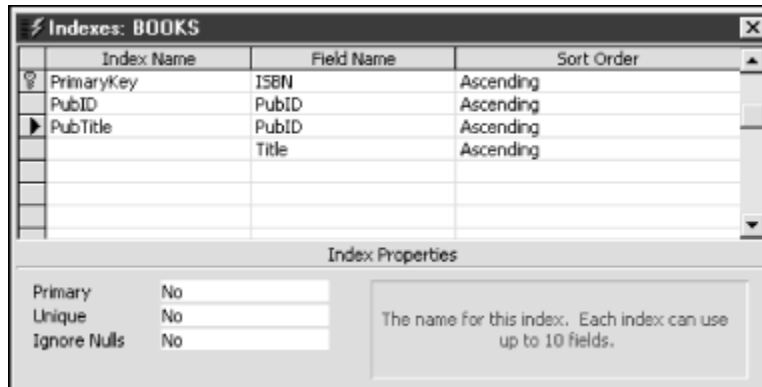 Indexes: BOOKS
Index Name Field Name Sort Order
PrimaryKey ISBN Ascending
PubID PubID Ascending
PubTitle PubID Ascending
Title Ascending
Index Properties
Primary No
Unique No
Ignore Nulls No
The name for this index. Each index can use
up to 10 fields.